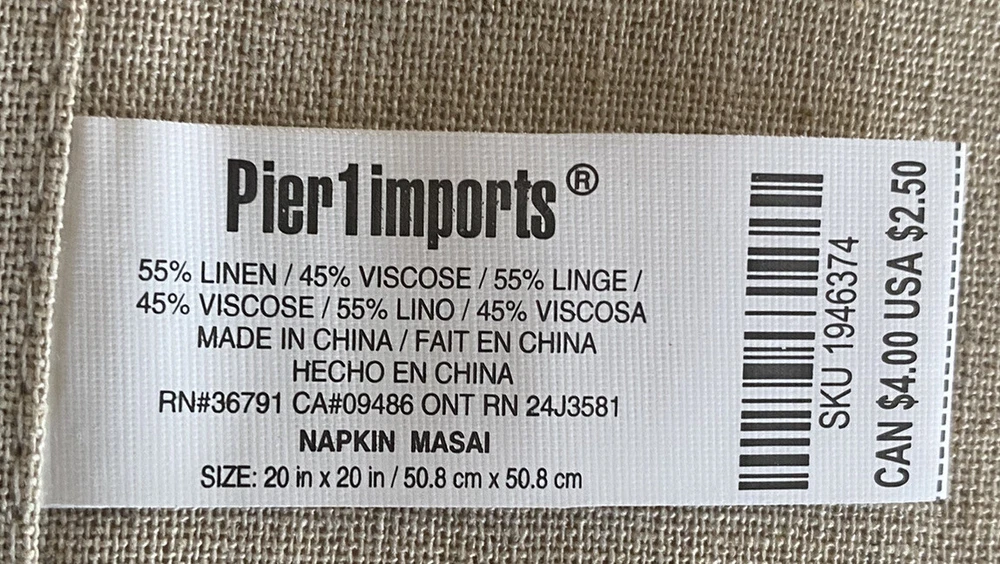 Pier1imports®
55% LINEN / 45% VISCOSE / 55% LINGE /
45% VISCOSE / 55% LINO / 45% VISCOSA
MADE IN CHINA / FAIT EN CHINA
HECHO EN CHINA
RN#36791 CA#09486 ONT RN 24J3581
NAPKIN MASAI
SIZE: 20 in x 20 in / 50.8 cm x 50.8 cm
SKU 1946374
CAN $4.00 USA $2.50